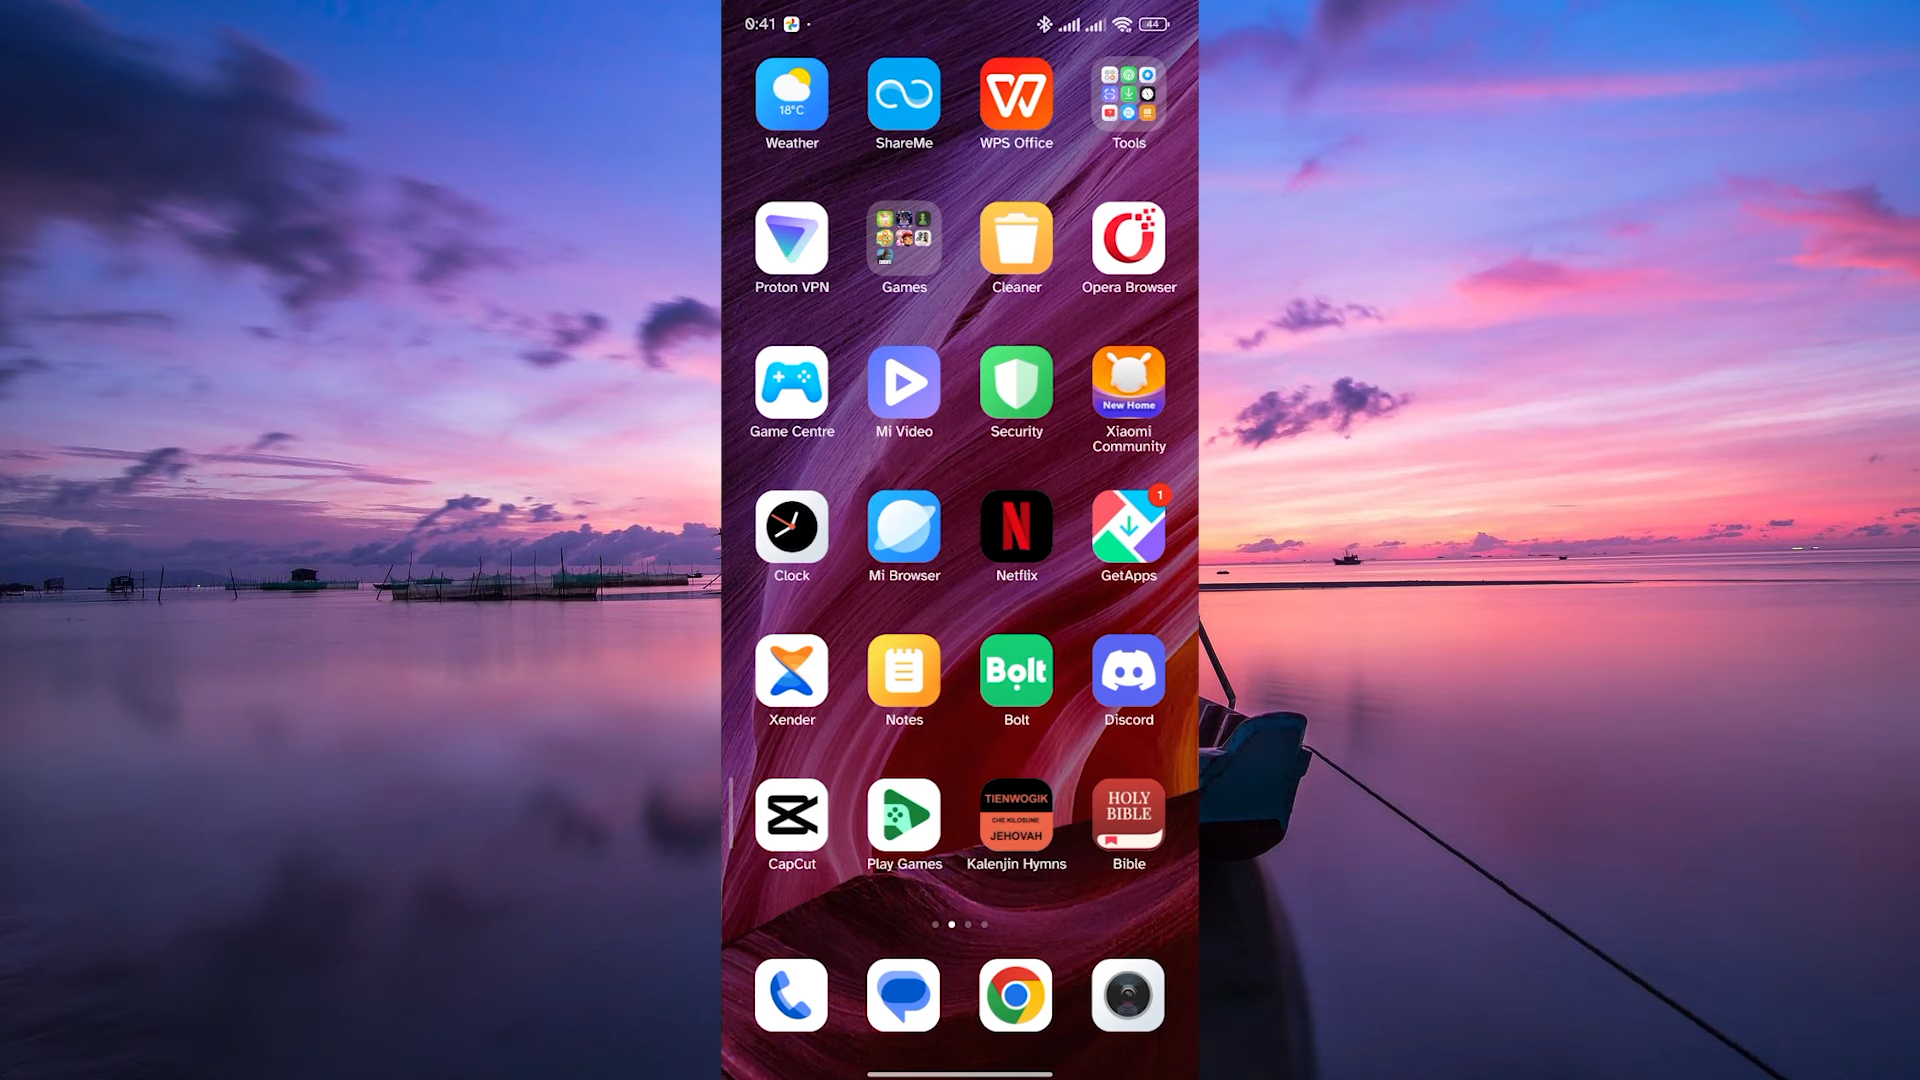 0:41
44
18°C
Weather
ShareMe
WPS Office
Tools
Proton VPN
Games
Cleaner
Opera Browser
New Home
Game Centre
Mi Video
Security
Xiaomi
Community
1
Clock
Mi Browser
Netflix
GetApps
Bolt
Xender
Notes
Bolt
Discord
TIENWOGIK
CHE KILOSUNE
JEHOVAH
HOLY
BIBLE
CapCut
Play Games
Kalenjin Hymns
Bible